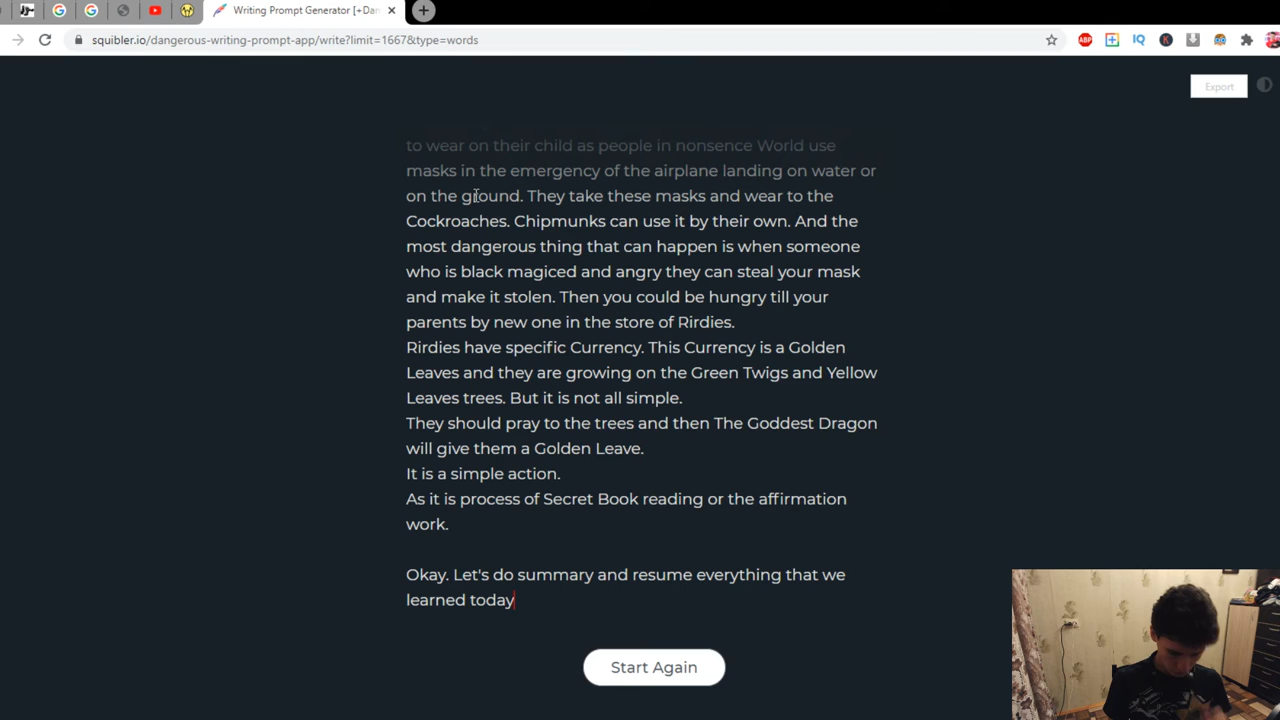 Writing Prompt Generator [+Dan
squibler.io/dangerous-writing-prompt-app/write?limit=1667&type=words
ABP
IQ
K
Export
to wear on their child as people in nonsence World use
masks in the emergency of the airplane landing on water or
on the ground. They take these masks and wear to the
Cockroaches. Chipmunks can use it by their own. And the
most dangerous thing that can happen is when someone
who is black magiced and angry they can steal your mask
and make it stolen. Then you could be hungry till your
parents by new one in the store of Rirdies.
Rirdies have specific Currency. This Currency is a Golden
Leaves and they are growing on the Green Twigs and Yellow
Leaves trees. But it is not all simple.
They should pray to the trees and then The Goddest Dragon
will give them a Golden Leave.
It is a simple action.
As it is process of Secret Book reading or the affirmation
work.
Okay. Let's do summary and resume everything that we
learned today
Start Again